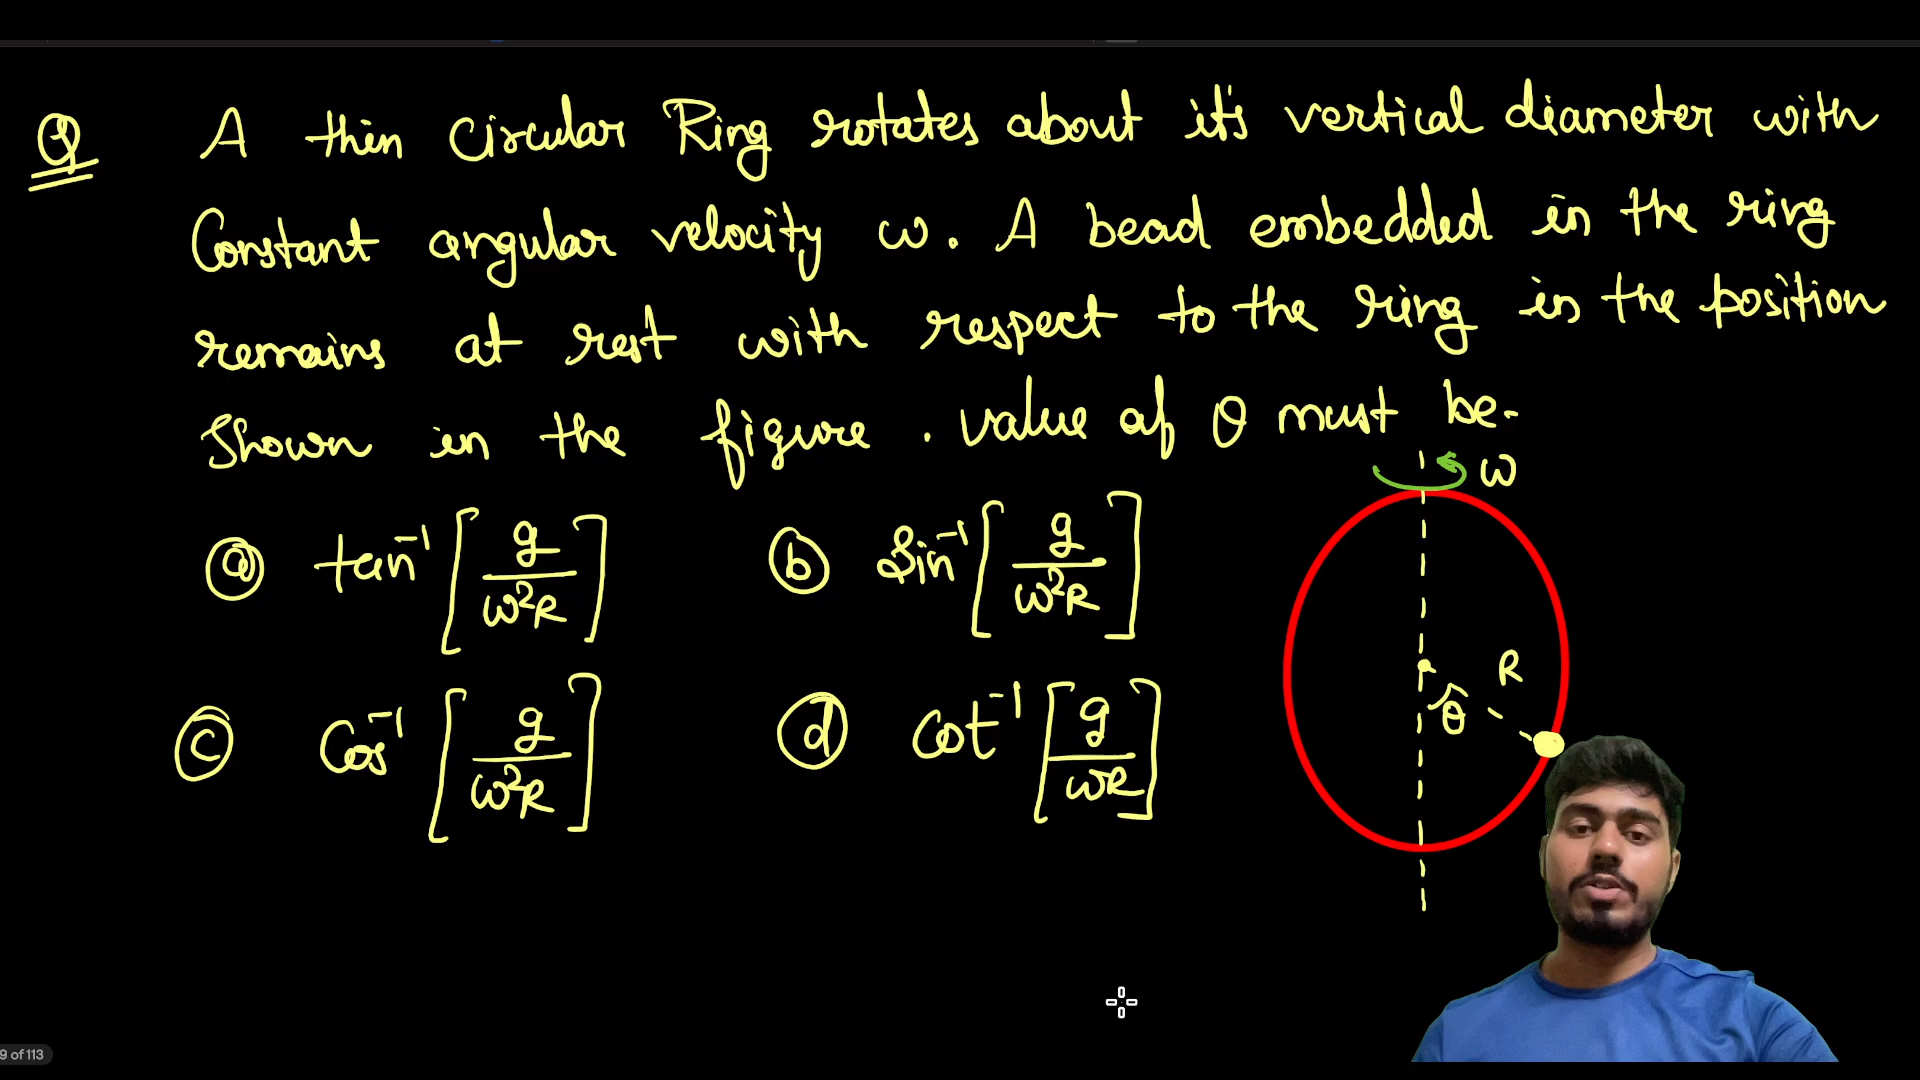 Q A thin Circular Ring rotates about it's vertical diameter with
Constant angular velocity ω. A bead embedded in the ring
remains at rest with respect to the ring in the position
Shown in the figure. value of θ must be-
ω
(a) tan⁻¹[g/ω²R] (b) Sin⁻¹[g/ω²R]
R
θ
(c) Cos⁻¹[g/ω²R] (d) Cot⁻¹[g/ωR]
9 of 113